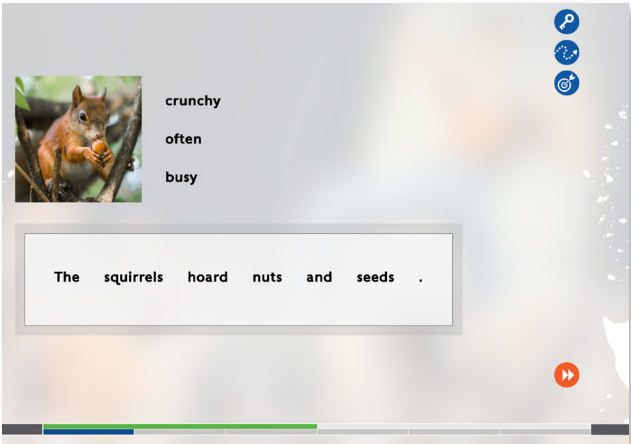 crunchy
often
busy
The squirrels hoard nuts and seeds .